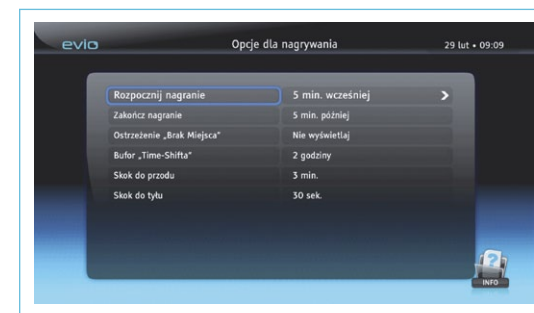 evio Opcje dla nagrywania 29 lut • 09:09
Rozpocznij nagranie 5 min. wcześniej
Zakończ nagranie 5 min. później
Ostrzeżenie „Brak Miejsca" Nie wyświetlaj
Bufor „Time-Shifta" 2 godziny
Skok do przodu 3 min.
Skok do tyłu 30 sek.
INFO